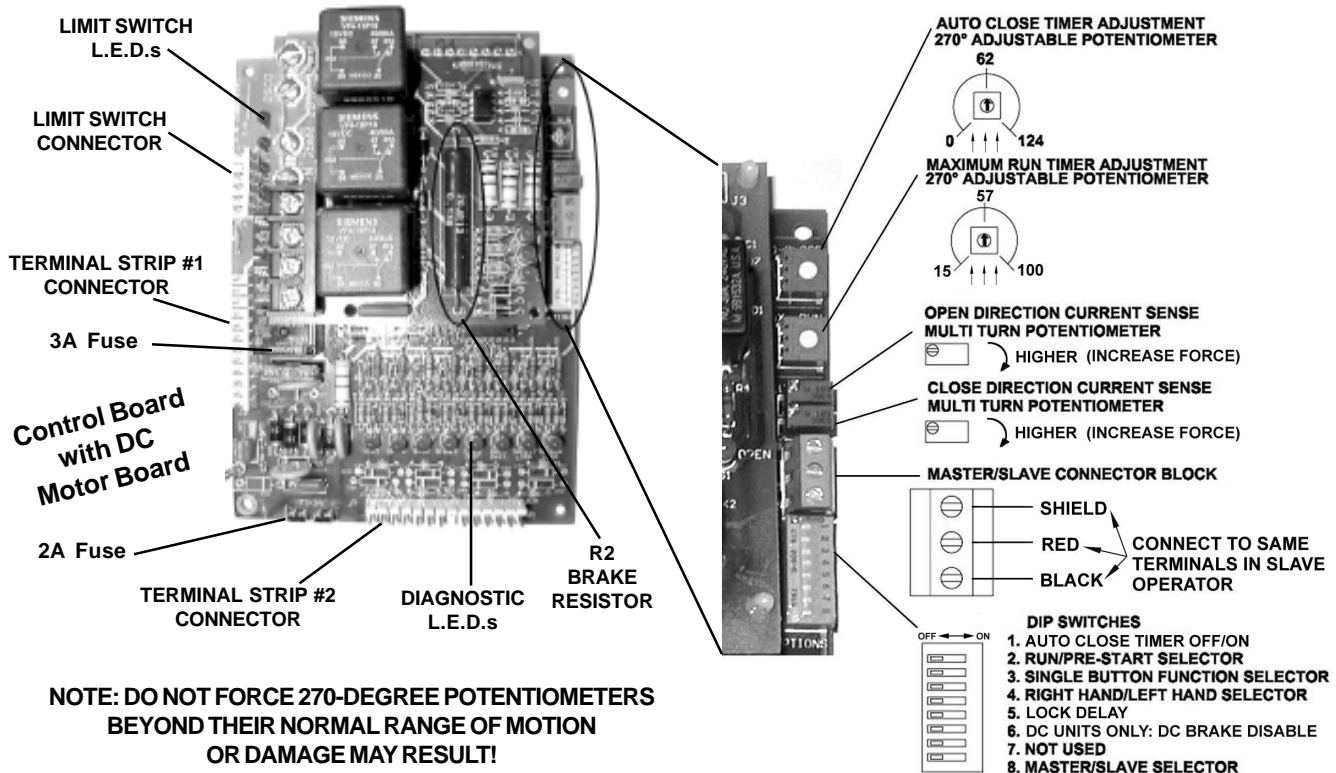 LIMIT SWITCH
L.E.D.s
LIMIT SWITCH
CONNECTOR
TERMINAL STRIP #1
CONNECTOR
3A Fuse
Control Board
with DC
Motor Board
2A Fuse
TERMINAL STRIP #2
CONNECTOR
DIAGNOSTIC
L.E.D.s
R2
BRAKE
RESISTOR
NOTE: DO NOT FORCE 270-DEGREE POTENTIOMETERS
BEYOND THEIR NORMAL RANGE OF MOTION
OR DAMAGE MAY RESULT!
SIEMENS
SIEMENS
SIEMENS
J3
OPEN
AUTO CLOSE TIMER ADJUSTMENT
270° ADJUSTABLE POTENTIOMETER
62
0 124
MAXIMUM RUN TIMER ADJUSTMENT
270° ADJUSTABLE POTENTIOMETER
57
15 100
OPEN DIRECTION CURRENT SENSE
MULTI TURN POTENTIOMETER
HIGHER (INCREASE FORCE)
CLOSE DIRECTION CURRENT SENSE
MULTI TURN POTENTIOMETER
HIGHER (INCREASE FORCE)
MASTER/SLAVE CONNECTOR BLOCK
SHIELD
RED
BLACK
CONNECT TO SAME
TERMINALS IN SLAVE
OPERATOR
DIP SWITCHES
OFF ON
1. AUTO CLOSE TIMER OFF/ON
2. RUN/PRE-START SELECTOR
3. SINGLE BUTTON FUNCTION SELECTOR
4. RIGHT HAND/LEFT HAND SELECTOR
5. LOCK DELAY
6. DC UNITS ONLY: DC BRAKE DISABLE
7. NOT USED
8. MASTER/SLAVE SELECTOR